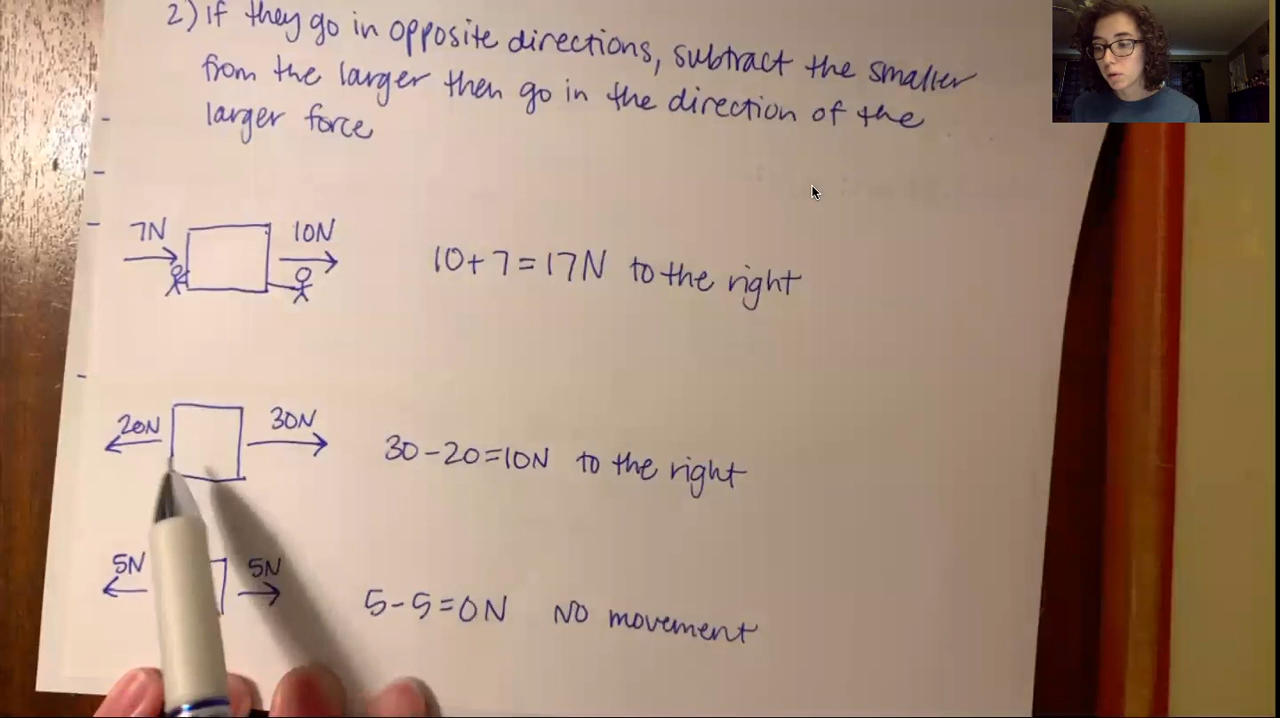 2) If they go in opposite directions, subtract the smaller
from the larger then go in the direction of the
larger force
7N 10N
10+7=17N to the right
20N 30N
30-20=10N to the right
5N 5N
5-5=0N No movement